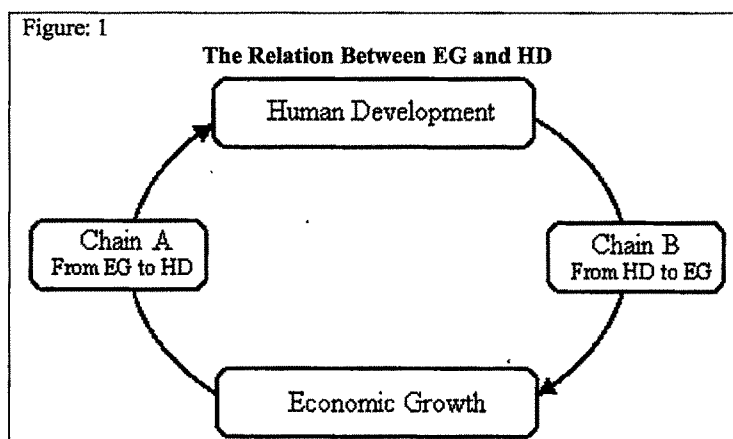 Figure: 1
The Relation Between EG and HD
Human Development
Chain A
From EG to HD
Chain B
From HD to EG
Economic Growth